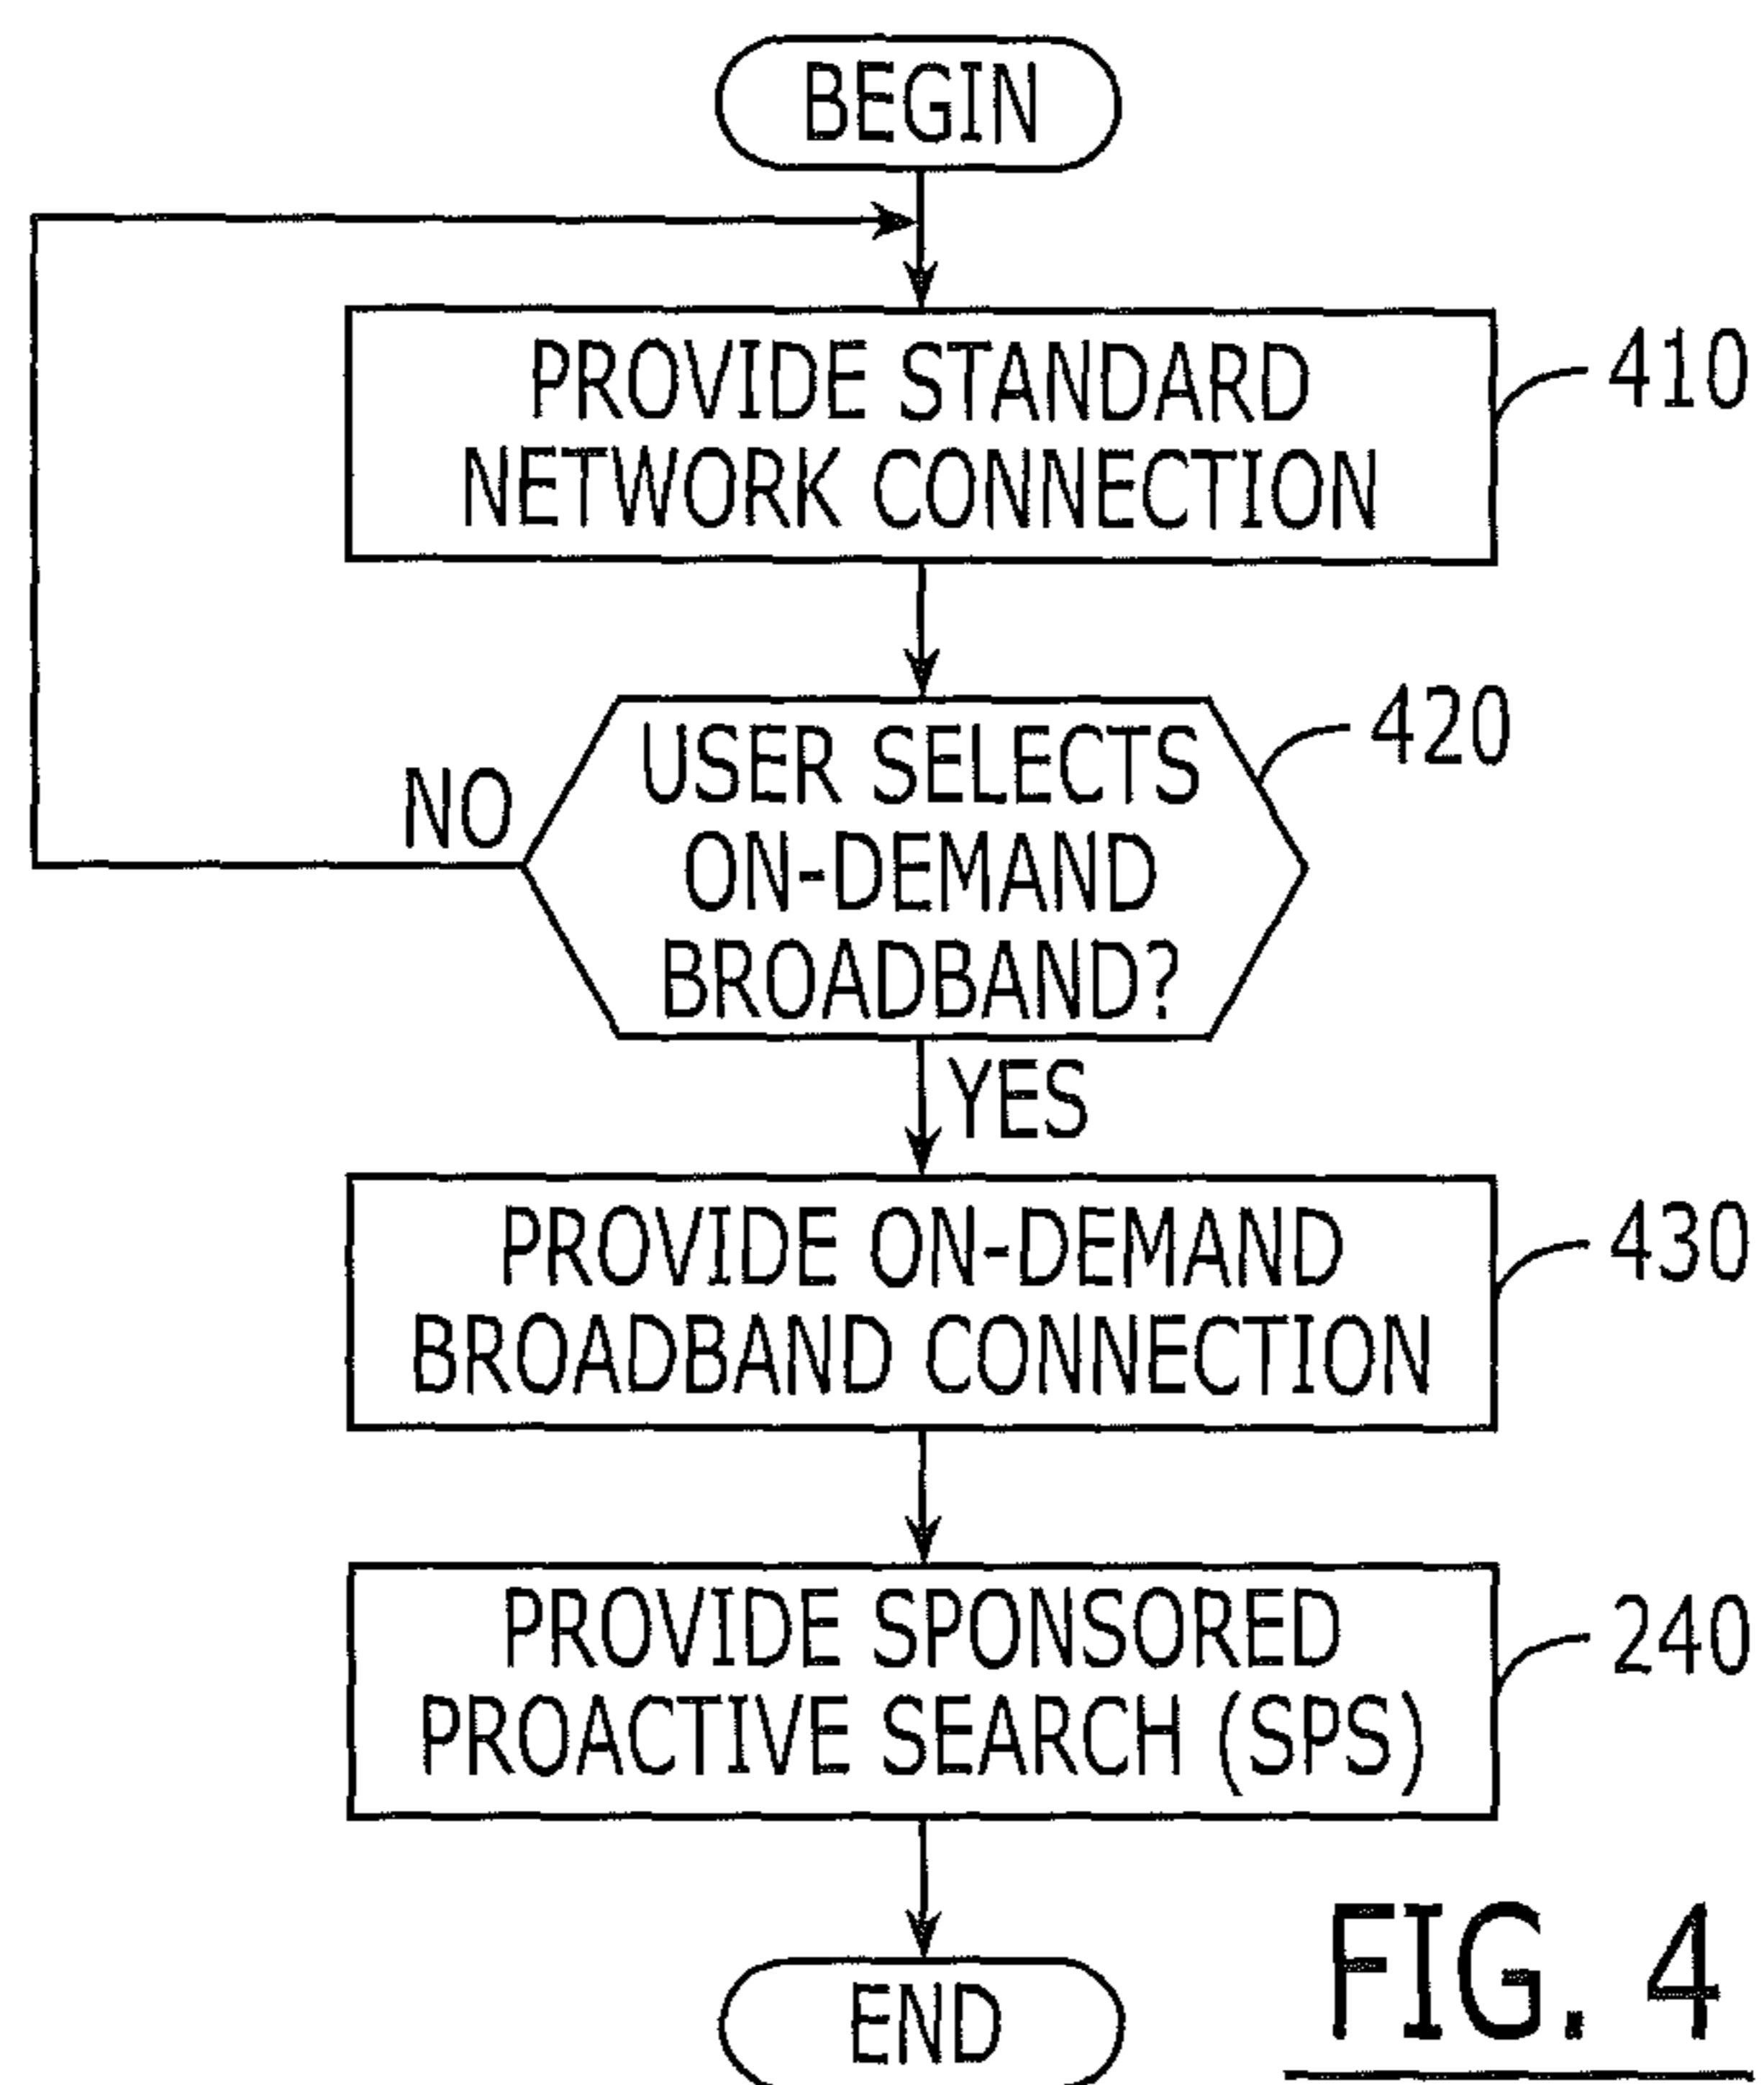 BEGIN
PROVIDE STANDARD
NETWORK CONNECTION
410
USER SELECTS
ON-DEMAND
BROADBAND?
420
NO
YES
PROVIDE ON-DEMAND
BROADBAND CONNECTION
430
PROVIDE SPONSORED
PROACTIVE SEARCH (SPS)
240
END
FIG. 4